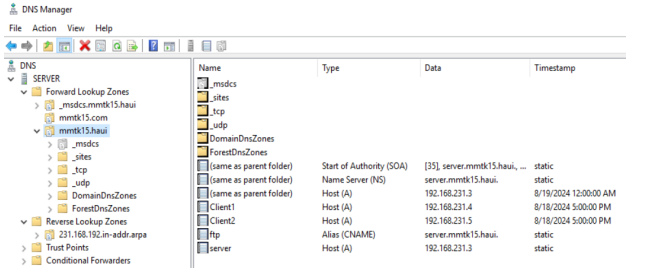 DNS Manager
File Action View Help
DNS
SERVER
Forward Lookup Zones
_msdcs.mmtk15.haui
mmtk15.com
mmtk15.haui
_msdcs
_sites
_tcp
_udp
DomainDnsZones
ForestDnsZones
Reverse Lookup Zones
231.168.192.in-addr.arpa
Trust Points
Conditional Forwarders
Name Type Data Timestamp
_msdcs
_sites
_tcp
_udp
DomainDnsZones
ForestDnsZones
(same as parent folder) Start of Authority (SOA) [35], server.mmtk15.haui., ... static
(same as parent folder) Name Server (NS) server.mmtk15.haui. static
(same as parent folder) Host (A) 192.168.231.3 8/19/2024 12:00:00 AM
Client1 Host (A) 192.168.231.4 8/18/2024 5:00:00 PM
Client2 Host (A) 192.168.231.5 8/18/2024 5:00:00 PM
ftp Alias (CNAME) server.mmtk15.haui. static
server Host (A) 192.168.231.3 static